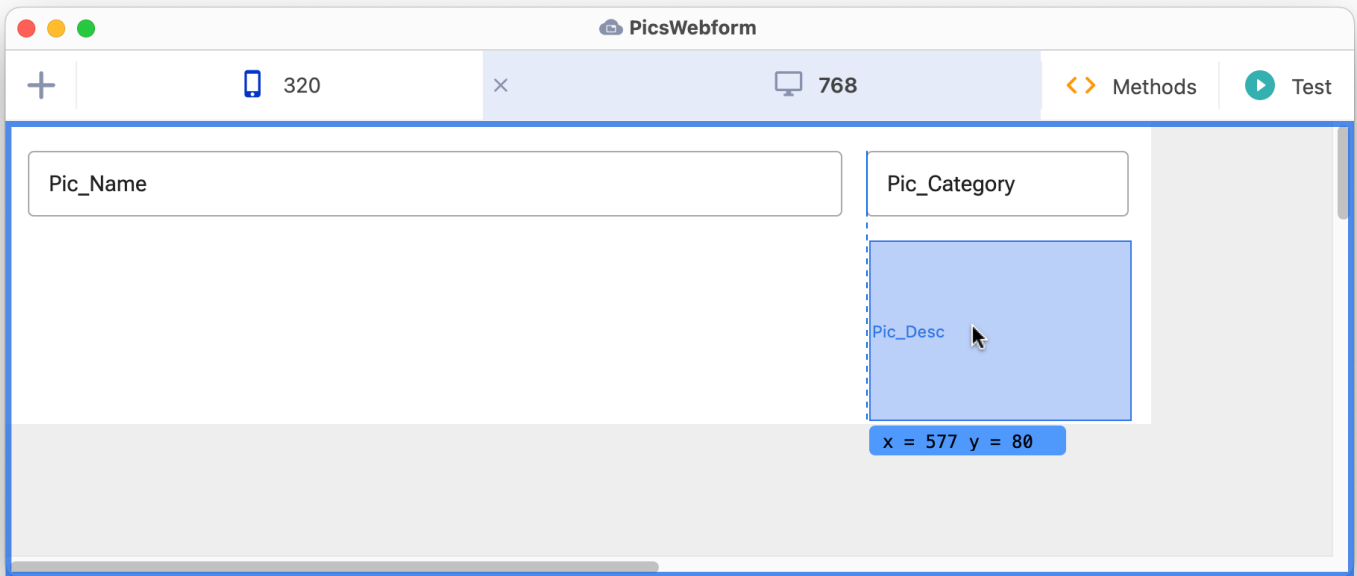 PicsWebform
320
768
Methods
Test
Pic_Name
Pic_Category
Pic_Desc
x = 577 y = 80